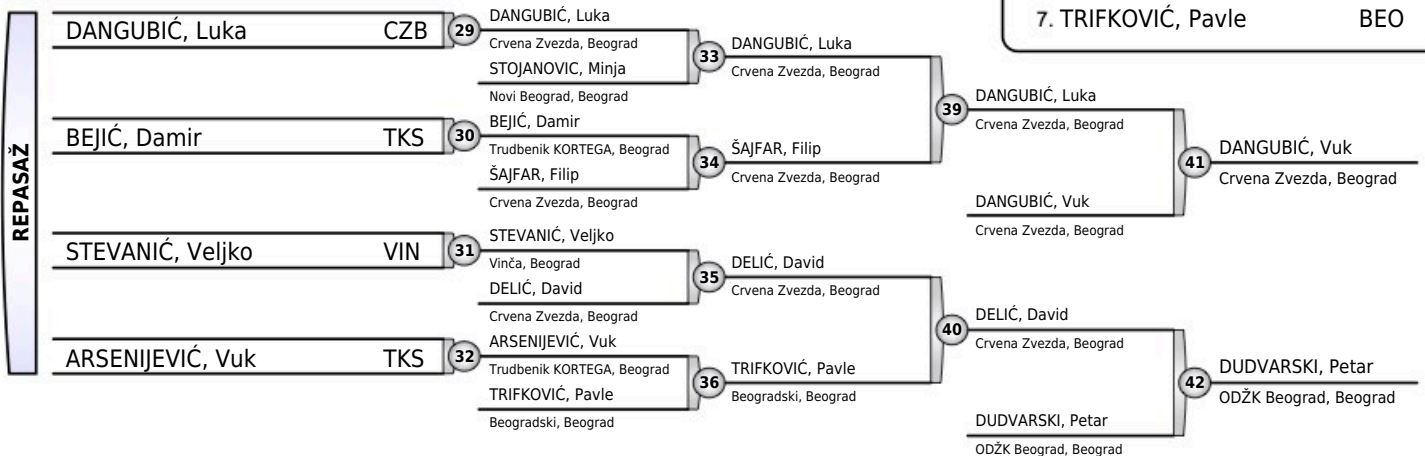 7. TRIFKOVIĆ, Pavle BEO
REPASAŽ
DANGUBIĆ, Luka CZB
BEJIĆ, Damir TKS
STEVANIĆ, Veljko VIN
ARSENIJEVIĆ, Vuk TKS
29
DANGUBIĆ, Luka
Crvena Zvezda, Beograd
STOJANOVIC, Minja
Novi Beograd, Beograd
30
BEJIĆ, Damir
Trudbenik KORTEGA, Beograd
ŠAJFAR, Filip
Crvena Zvezda, Beograd
31
STEVANIĆ, Veljko
Vinča, Beograd
DELIĆ, David
Crvena Zvezda, Beograd
32
ARSENIJEVIĆ, Vuk
Trudbenik KORTEGA, Beograd
TRIFKOVIĆ, Pavle
Beogradski, Beograd
33
DANGUBIĆ, Luka
Crvena Zvezda, Beograd
34
ŠAJFAR, Filip
Crvena Zvezda, Beograd
35
DELIĆ, David
Crvena Zvezda, Beograd
36
TRIFKOVIĆ, Pavle
Beogradski, Beograd
39
DANGUBIĆ, Luka
Crvena Zvezda, Beograd
DANGUBIĆ, Vuk
Crvena Zvezda, Beograd
40
DELIĆ, David
Crvena Zvezda, Beograd
DUDVARSKI, Petar
ODŽK Beograd, Beograd
41
DANGUBIĆ, Vuk
Crvena Zvezda, Beograd
42
DUDVARSKI, Petar
ODŽK Beograd, Beograd